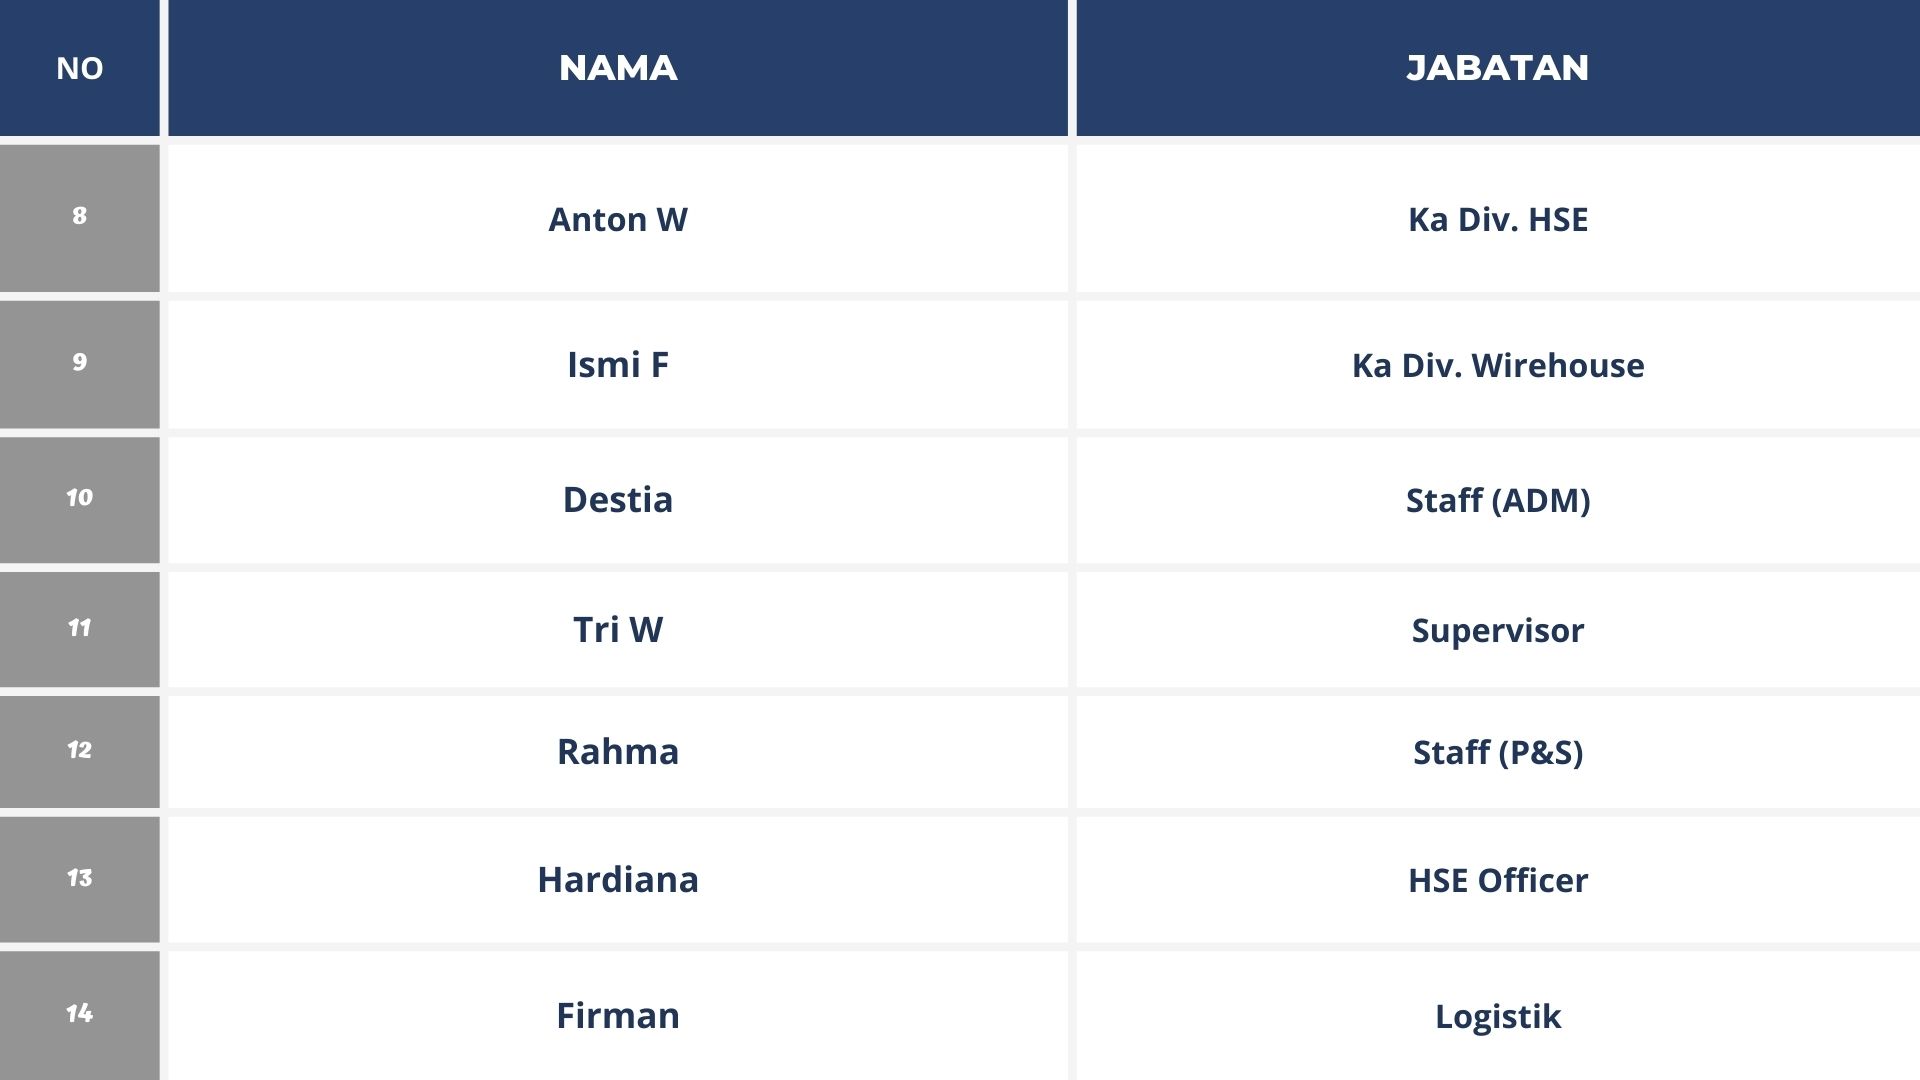 NO NAMA JABATAN
8 Anton W Ka Div. HSE
9 Ismi F Ka Div. Wirehouse
10 Destia Staff (ADM)
11 Tri W Supervisor
12 Rahma Staff (P&S)
13 Hardiana HSE Officer
14 Firman Logistik